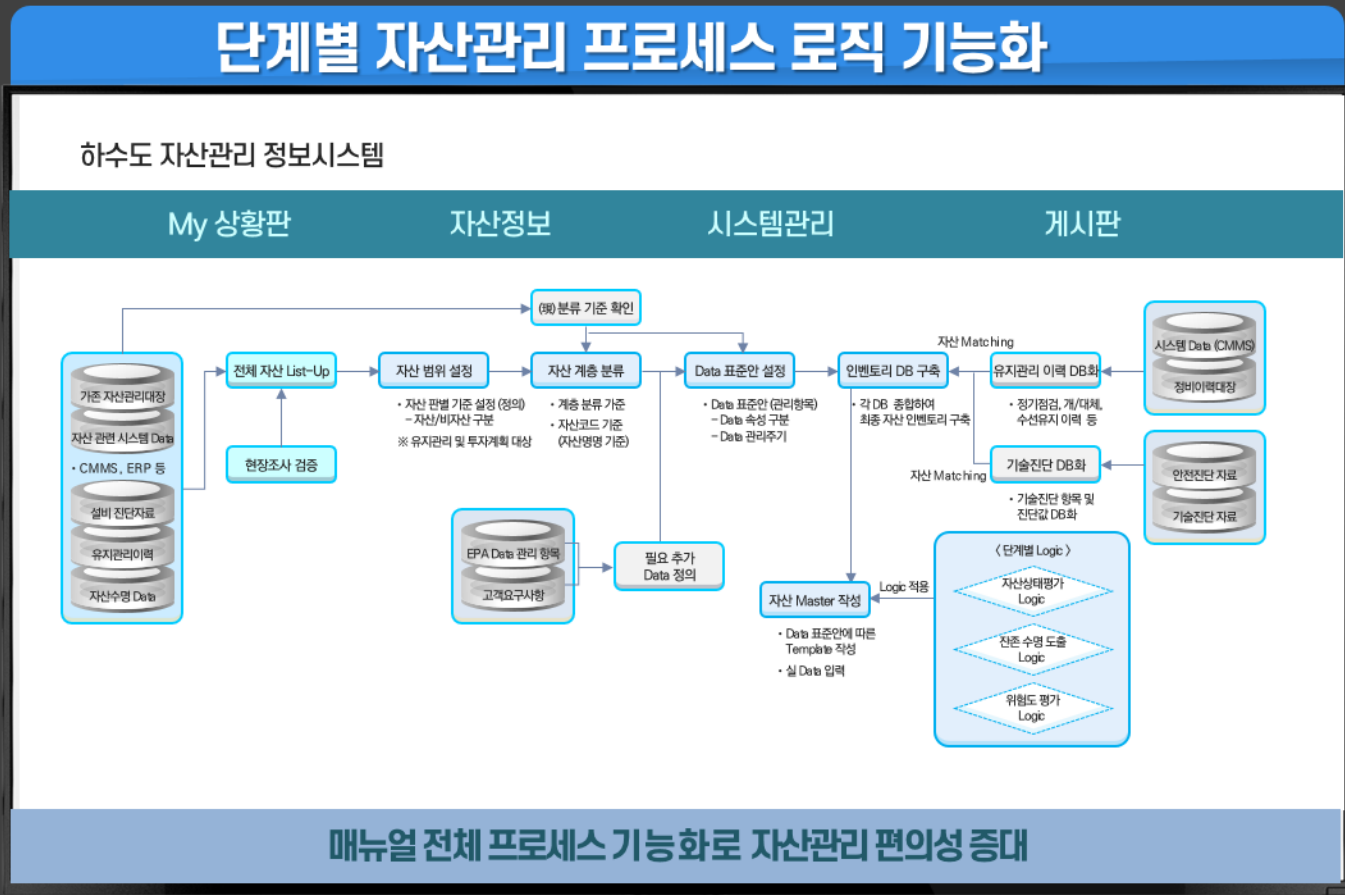 단계별 자산관리 프로세스 로직 기능화
하수도 자산관리 정보시스템
My 상황판
자산정보
시스템관리
게시판
(現) 분류 기준 확인
가존 자산관리대장
자산 관련 시스템 Data
• CMMS, ERP 등
설비 진단자료
유지관리이력
자산수명 Data
전체 자산 List-Up
현장조사 검증
자산 범위 설정
• 자산 판별 기준 설정 (정의)
- 자산/비자산 구분
※ 유지관리 및 투자계획 대상
자산 계층 분류
• 계층 분류 기준
• 자산코드 기준
(자산명명 기준)
EPA Data 관리 항목
고객요구사항
필요 추가
Data 정의
Data 표준안 설정
• Data 표준안 (관리항목)
- Data 속성 구분
- Data 관리주기
인벤토리 DB 구축
• 각 DB 종합하여
최종 자산 인벤토리 구축
자산 Matching
유지관리 이력 DB화
• 정기점검, 개/대체,
수선유지 이력 등
시스템 Data (CMMS)
정비이력대장
자산 Matching
기술진단 DB화
• 기술진단 항목 및
진단값 DB화
안전진단 자료
기술진단 자료
자산 Master 작성
• Data 표준안에 따른
Template 작성
• 실 Data 입력
Logic 적용
〈 단계별 Logic 〉
자산상태평가
Logic
잔존 수명 도출
Logic
위험도 평가
Logic
매뉴얼 전체 프로세스 기능화로 자산관리 편의성 증대